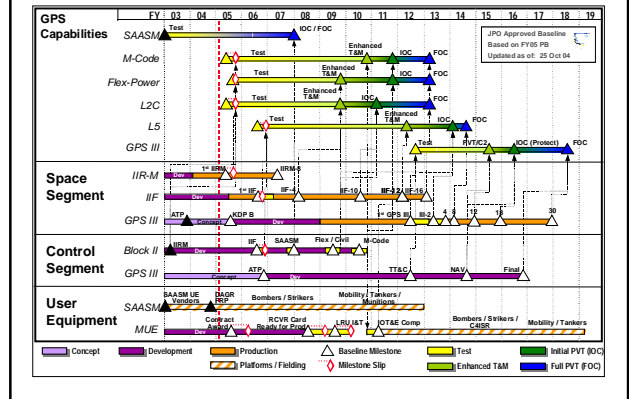 GPS Capabilities
FY 03 04 05 06 07 08 09 10 11 12 13 14 15 16 17 18 19
JPO Approved Baseline
Based on FY05 PB
Updated as of: 25 Oct 04
SAASM
Test
IOC / FOC
M-Code
Test
Enhanced T&M
IOC
FOC
Flex-Power
Test
Enhanced T&M
IOC
FOC
L2C
Test
Enhanced T&M
IOC
FOC
L5
Test
Enhanced T&M
IOC
FOC
GPS III
Test
PVT/C2
IOC (Protect)
FOC
Space Segment
IIR-M
Dev
1st IIRM
IIRM-8
IIF
Dev
1st IIF
IIF-4
IIF-10
IIF-12
IIF-16
GPS III
ATP
Concept
KDP B
Dev
1st GPS III
III-2
4
8
12
18
30
Control Segment
Block II
IIRM
Dev
IIF
SAASM
Flex / Civil
M-Code
GPS III
Concept
ATP
Dev
TT&C
NAV
Final
User Equipment
SAASM
SAASM UE Vendors
DAGR FRP
Bombers / Strikers
Mobility / Tankers / Munitions
MUE
Dev
Contract Award
RCVR Card Ready for Prod
LRU I&T
IOT&E Comp
Bombers / Strikers / C4ISR
Mobility / Tankers
Concept
Development
Production
Baseline Milestone
Test
Initial PVT (IOC)
Platforms / Fielding
Milestone Slip
Enhanced T&M
Full PVT (FOC)